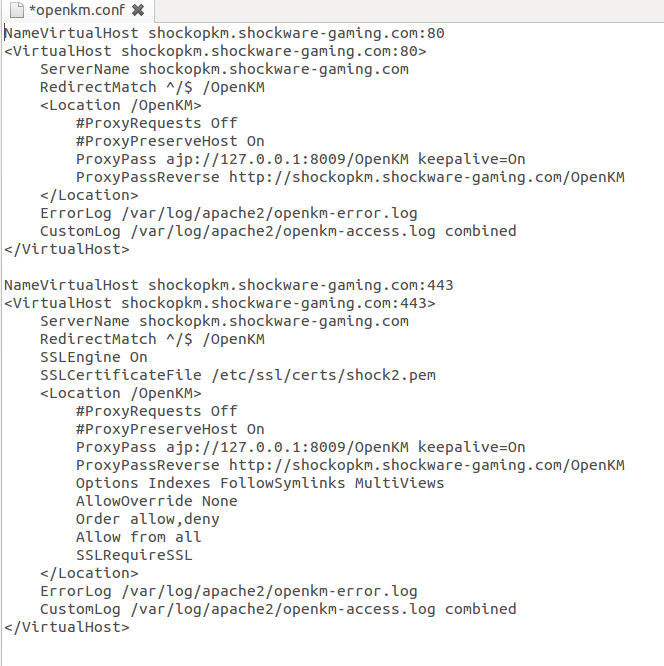 *openkm.conf
NameVirtualHost shockopkm.shockware-gaming.com:80
<VirtualHost shockopkm.shockware-gaming.com:80>
    ServerName shockopkm.shockware-gaming.com
    RedirectMatch ^/$ /OpenKM
    <Location /OpenKM>
        #ProxyRequests Off
        #ProxyPreserveHost On
        ProxyPass ajp://127.0.0.1:8009/OpenKM keepalive=On
        ProxyPassReverse http://shockopkm.shockware-gaming.com/OpenKM
    </Location>
    ErrorLog /var/log/apache2/openkm-error.log
    CustomLog /var/log/apache2/openkm-access.log combined
</VirtualHost>

NameVirtualHost shockopkm.shockware-gaming.com:443
<VirtualHost shockopkm.shockware-gaming.com:443>
    ServerName shockopkm.shockware-gaming.com
    RedirectMatch ^/$ /OpenKM
    SSLEngine On
    SSLCertificateFile /etc/ssl/certs/shock2.pem
    <Location /OpenKM>
        #ProxyRequests Off
        #ProxyPreserveHost On
        ProxyPass ajp://127.0.0.1:8009/OpenKM keepalive=On
        ProxyPassReverse http://shockopkm.shockware-gaming.com/OpenKM
        Options Indexes FollowSymlinks MultiViews
        AllowOverride None
        Order allow,deny
        Allow from all
        SSLRequireSSL
    </Location>
    ErrorLog /var/log/apache2/openkm-error.log
    CustomLog /var/log/apache2/openkm-access.log combined
</VirtualHost>